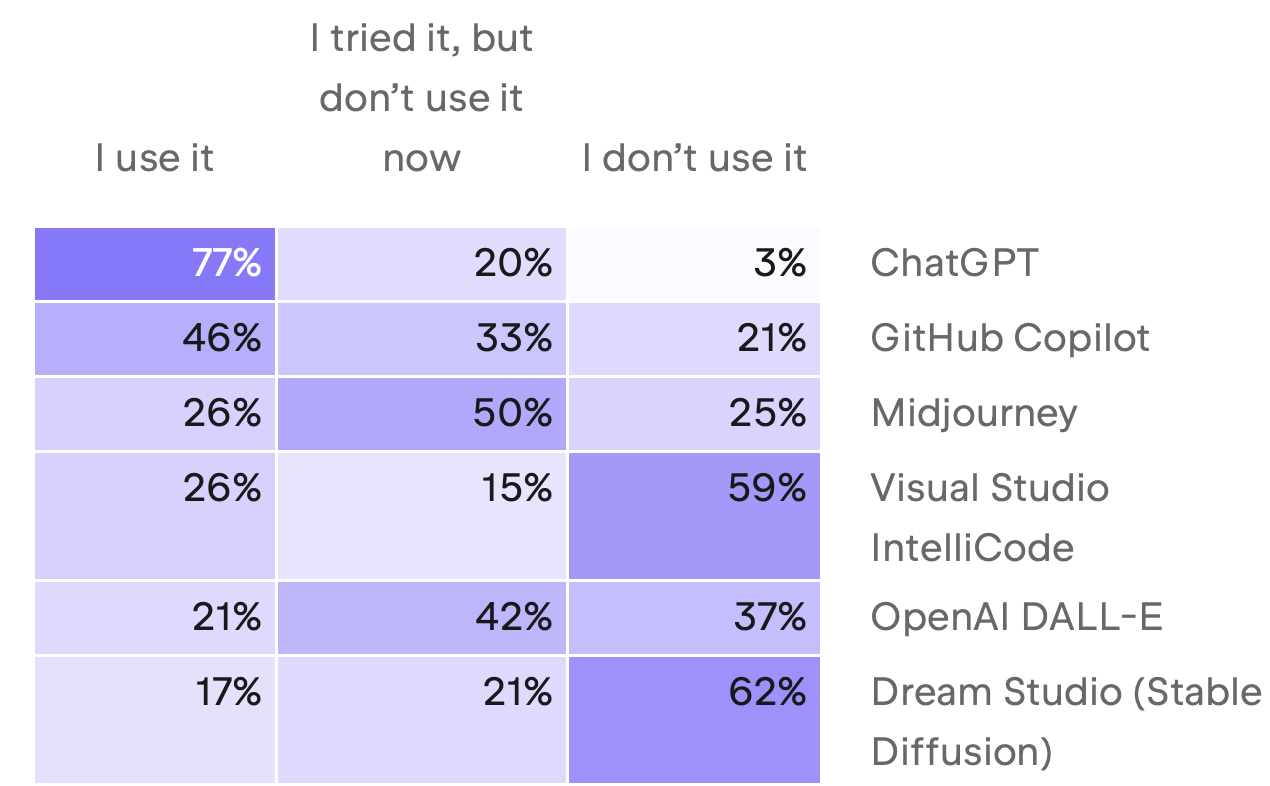 I use it
I tried it, but
don’t use it
now
I don’t use it
77% 20% 3% ChatGPT
46% 33% 21% GitHub Copilot
26% 50% 25% Midjourney
26% 15% 59% Visual Studio
IntelliCode
21% 42% 37% OpenAI DALL-E
17% 21% 62% Dream Studio (Stable
Diffusion)